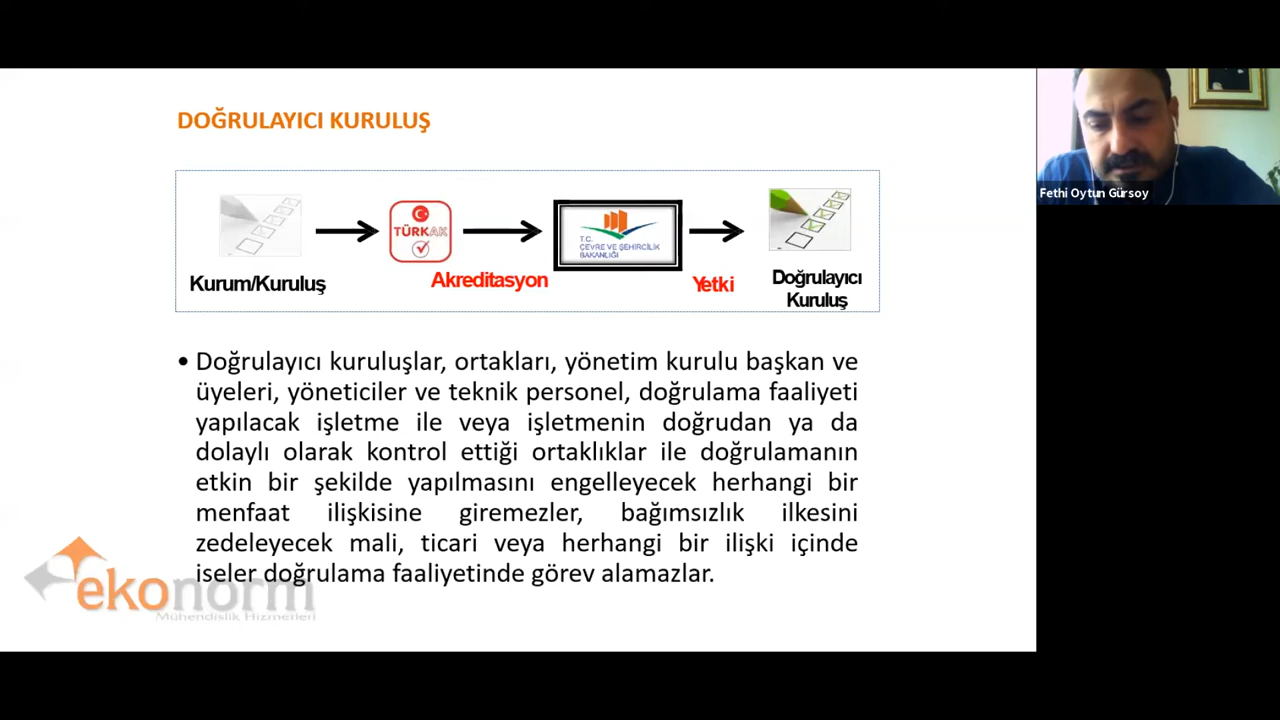 DOĞRULAYICI KURULUŞ
TÜRKAK
T.C.
ÇEVRE VE ŞEHİRCİLİK
BAKANLIĞI
Kurum/Kuruluş
Akreditasyon
Yetki
Doğrulayıcı
Kuruluş
Fethi Oytun Gürsoy
• Doğrulayıcı kuruluşlar, ortakları, yönetim kurulu başkan ve
üyeleri, yöneticiler ve teknik personel, doğrulama faaliyeti
yapılacak işletme ile veya işletmenin doğrudan ya da
dolaylı olarak kontrol ettiği ortaklıklar ile doğrulamanın
etkin bir şekilde yapılmasını engelleyecek herhangi bir
menfaat ilişkisine giremezler, bağımsızlık ilkesini
zedeleyecek mali, ticari veya herhangi bir ilişki içinde
iseler doğrulama faaliyetinde görev alamazlar.
ekonorm
Mühendislik Hizmerleri